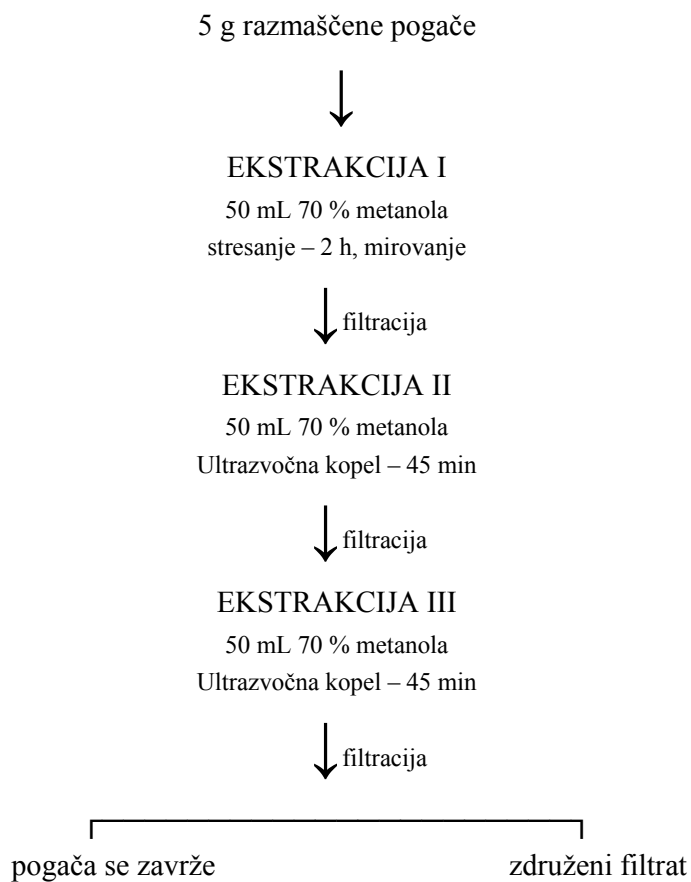 5 g razmaščene pogače
EKSTRAKCIJA I
50 mL 70 % metanola
stresanje – 2 h, mirovanje
filtracija
EKSTRAKCIJA II
50 mL 70 % metanola
Ultrazvočna kopel – 45 min
filtracija
EKSTRAKCIJA III
50 mL 70 % metanola
Ultrazvočna kopel – 45 min
filtracija
pogača se zavrže združeni filtrat